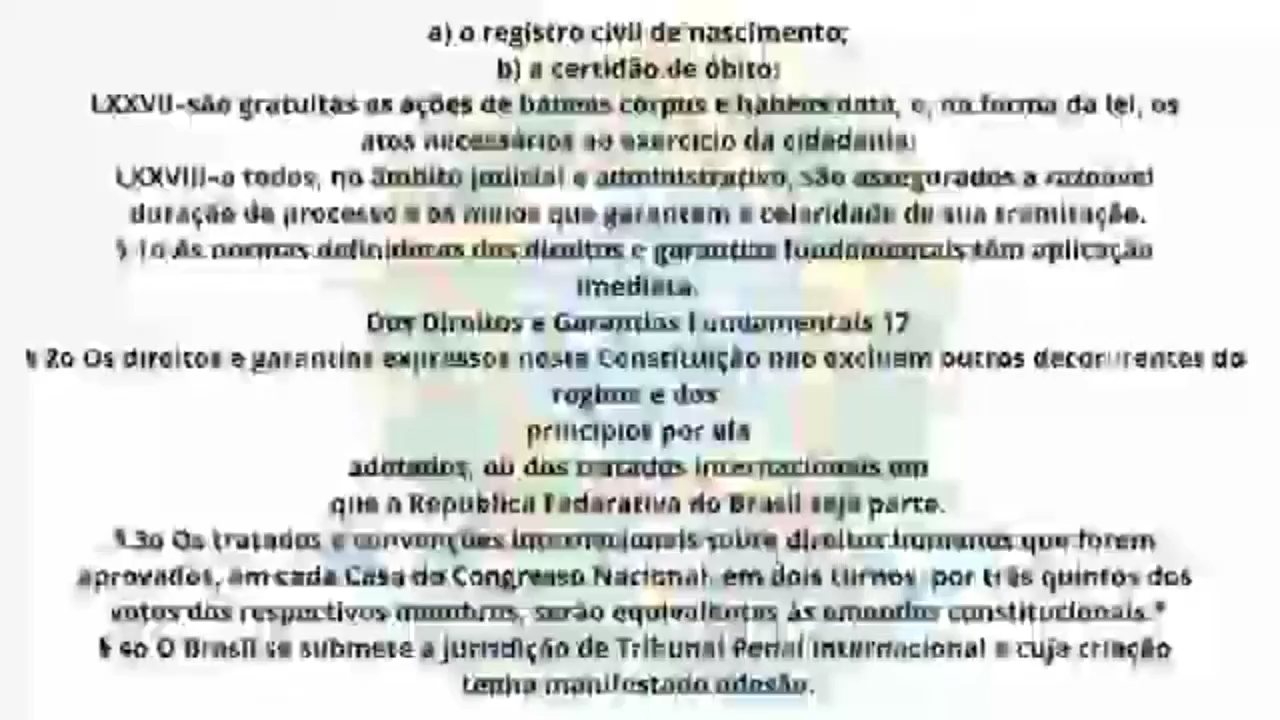 a) o registro civil de nascimento;
b) a certidão de óbito;
LXXVII-são gratuitas as ações de habeas corpus e habeas data, e, na forma da lei, os
atos necessários ao exercício da cidadania;
LXXVIII-a todos, no âmbito judicial e administrativo, são assegurados a razoável
duração do processo e os meios que garantam a celeridade de sua tramitação.
§ 1o As normas definidoras dos direitos e garantias fundamentais têm aplicação
imediata.
Dos Direitos e Garantias Fundamentais 17
§ 2o Os direitos e garantias expressos nesta Constituição não excluem outros decorrentes do
regime e dos
princípios por ela
adotados, ou dos tratados internacionais em
que a República Federativa do Brasil seja parte.
§ 3o Os tratados e convenções internacionais sobre direitos humanos que forem
aprovados, em cada Casa do Congresso Nacional, em dois turnos, por três quintos dos
votos dos respectivos membros, serão equivalentes às emendas constitucionais.*
§ 4o O Brasil se submete a jurisdição de Tribunal Penal Internacional a cuja criação
tenha manifestado adesão.